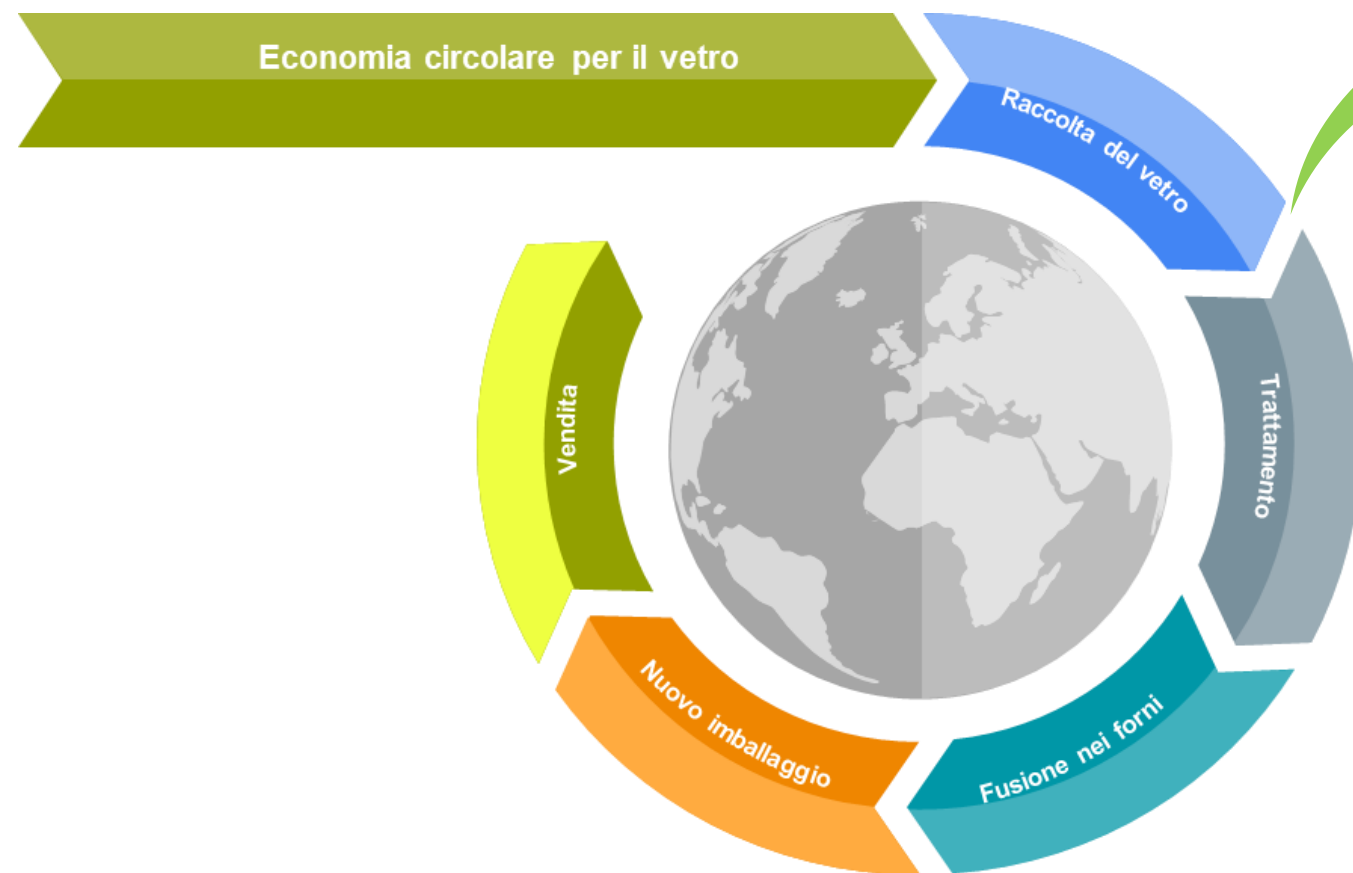 Economia circolare per il vetro
Raccolta del vetro
Trattamento
Fusione nei forni
Nuovo imballaggio
Vendita